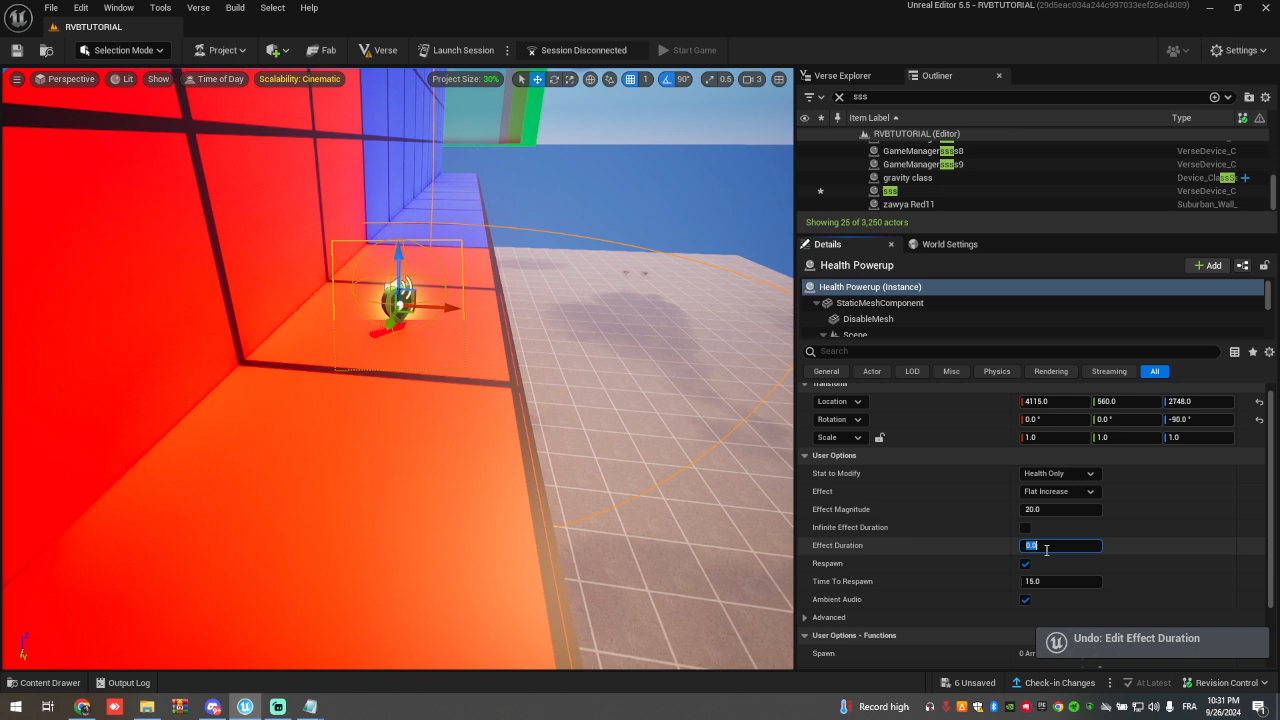 File Edit Window Tools Verse Build Select Help
Unreal Editor 5.5 - RVBTUTORIAL (29d5eac034a244c997033eef25ed4089)
RVBTUTORIAL
Selection Mode Project Fab Verse Launch Session Session Disconnected Start Game Settings
Perspective Lit Show Time of Day Scalability: Cinematic Project Size: 30% 1 90° 0.5 3
Verse Explorer Outliner
sss
Item Label Type
RVBTUTORIAL (Editor)
GameManagersss8 VerseDevice_C
GameManagersss9 VerseDevice_C
gravity class Device_Class
sss VerseDevice_C
zawya Red11 Suburban_Wall_
Showing 25 of 3,250 actors
Details World Settings
Health Powerup Add
Health Powerup (Instance)
StaticMeshComponent
DisableMesh
Scene
Search
General Actor LOD Misc Physics Rendering Streaming All
Transform
Location 4115.0 560.0 2748.0
Rotation 0.0 ° 0.0 ° -90.0 °
Scale 1.0 1.0 1.0
User Options
Stat to Modify Health Only
Effect Flat Increase
Effect Magnitude 20.0
Infinite Effect Duration
Effect Duration 0.0
Respawn
Time To Respawn 15.0
Ambient Audio
Advanced
User Options - Functions
Undo: Edit Effect Duration
Spawn 0 Arr
Content Drawer Output Log 6 Unsaved Check-in Changes At Latest Revision Control
Record high FRA 10:31 PM
9/26/2024